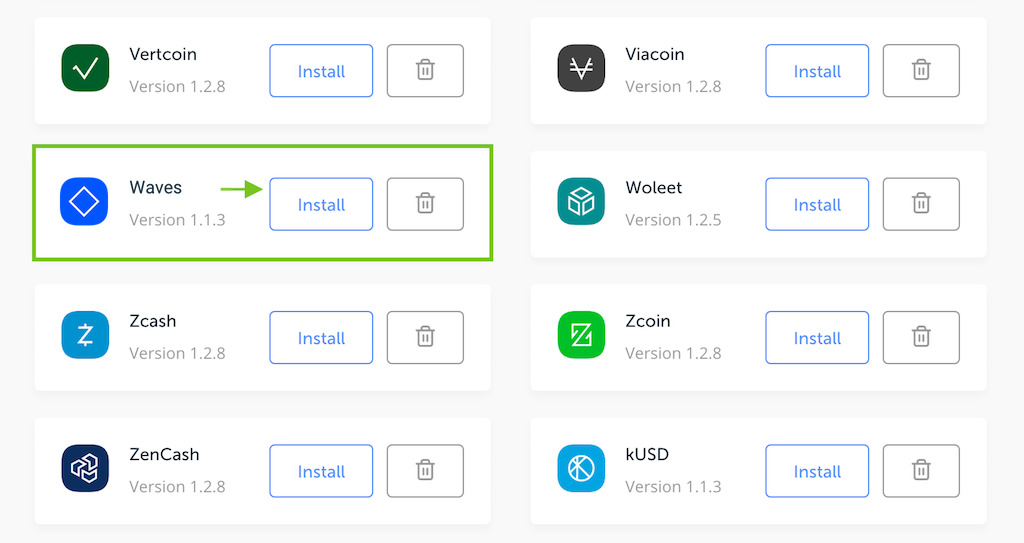 Vertcoin
Version 1.2.8
Install
Viacoin
Version 1.2.8
Install
Waves
Version 1.1.3
Install
Woleet
Version 1.2.5
Install
Zcash
Version 1.2.8
Install
Zcoin
Version 1.2.8
Install
ZenCash
Version 1.2.8
Install
kUSD
Version 1.1.3
Install